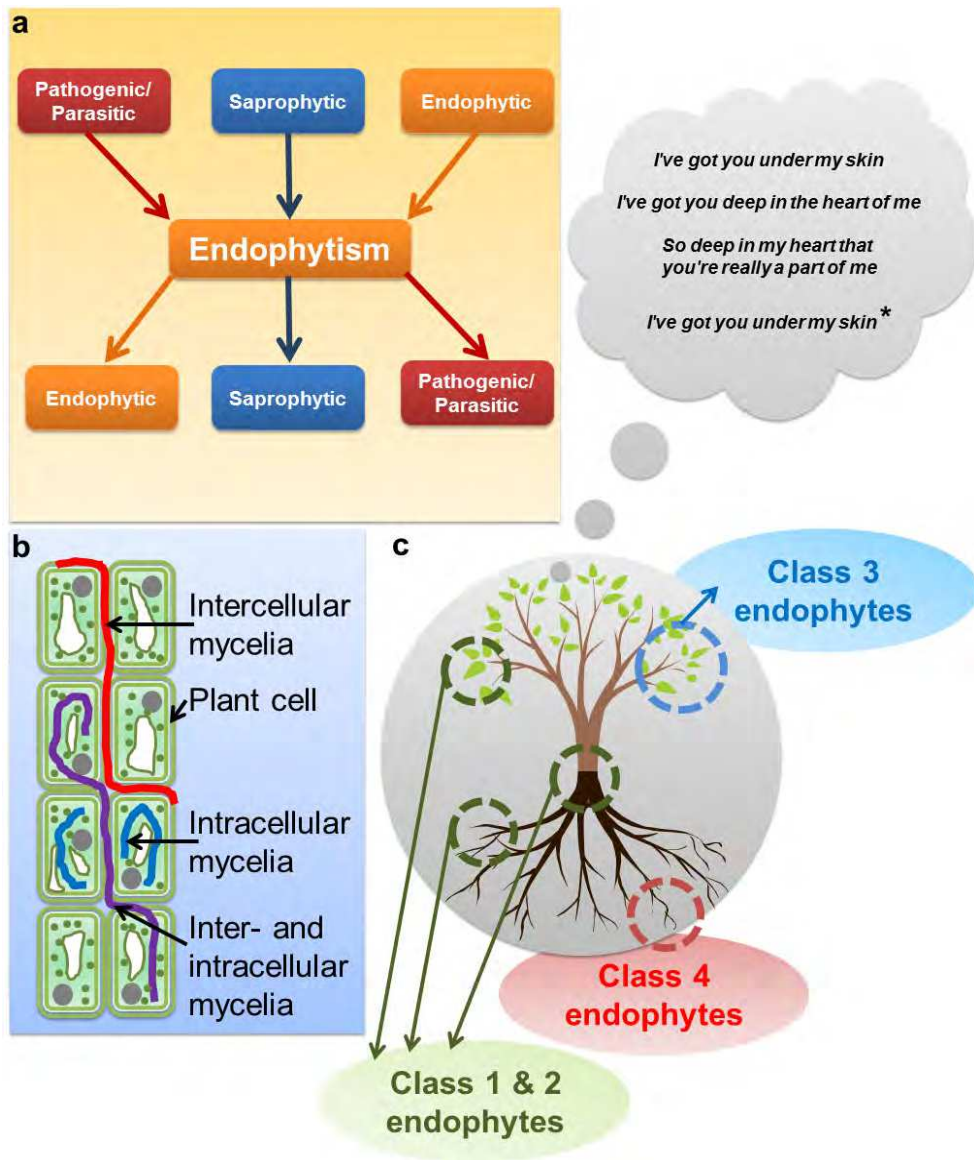 a
Pathogenic/
Parasitic
Saprophytic
Endophytic
Endophytism
Endophytic
Saprophytic
Pathogenic/
Parasitic
I've got you under my skin
I've got you deep in the heart of me
So deep in my heart that
you're really a part of me
I've got you under my skin*
b
Intercellular
mycelia
Plant cell
Intracellular
mycelia
Inter- and
intracellular
mycelia
c
Class 3
endophytes
Class 4
endophytes
Class 1 & 2
endophytes